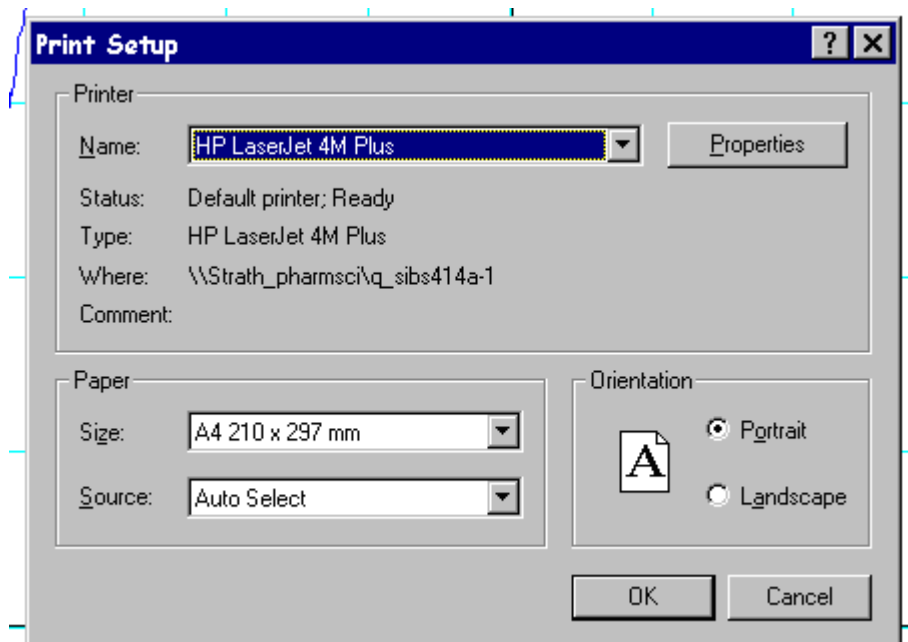 Print Setup
Printer
Name: HP LaserJet 4M Plus Properties
Status: Default printer; Ready
Type: HP LaserJet 4M Plus
Where: \\Strath_pharmsci\q_sibs414a-1
Comment:
Paper
Size: A4 210 x 297 mm
Source: Auto Select
Orientation
A
Portrait
Landscape
OK Cancel